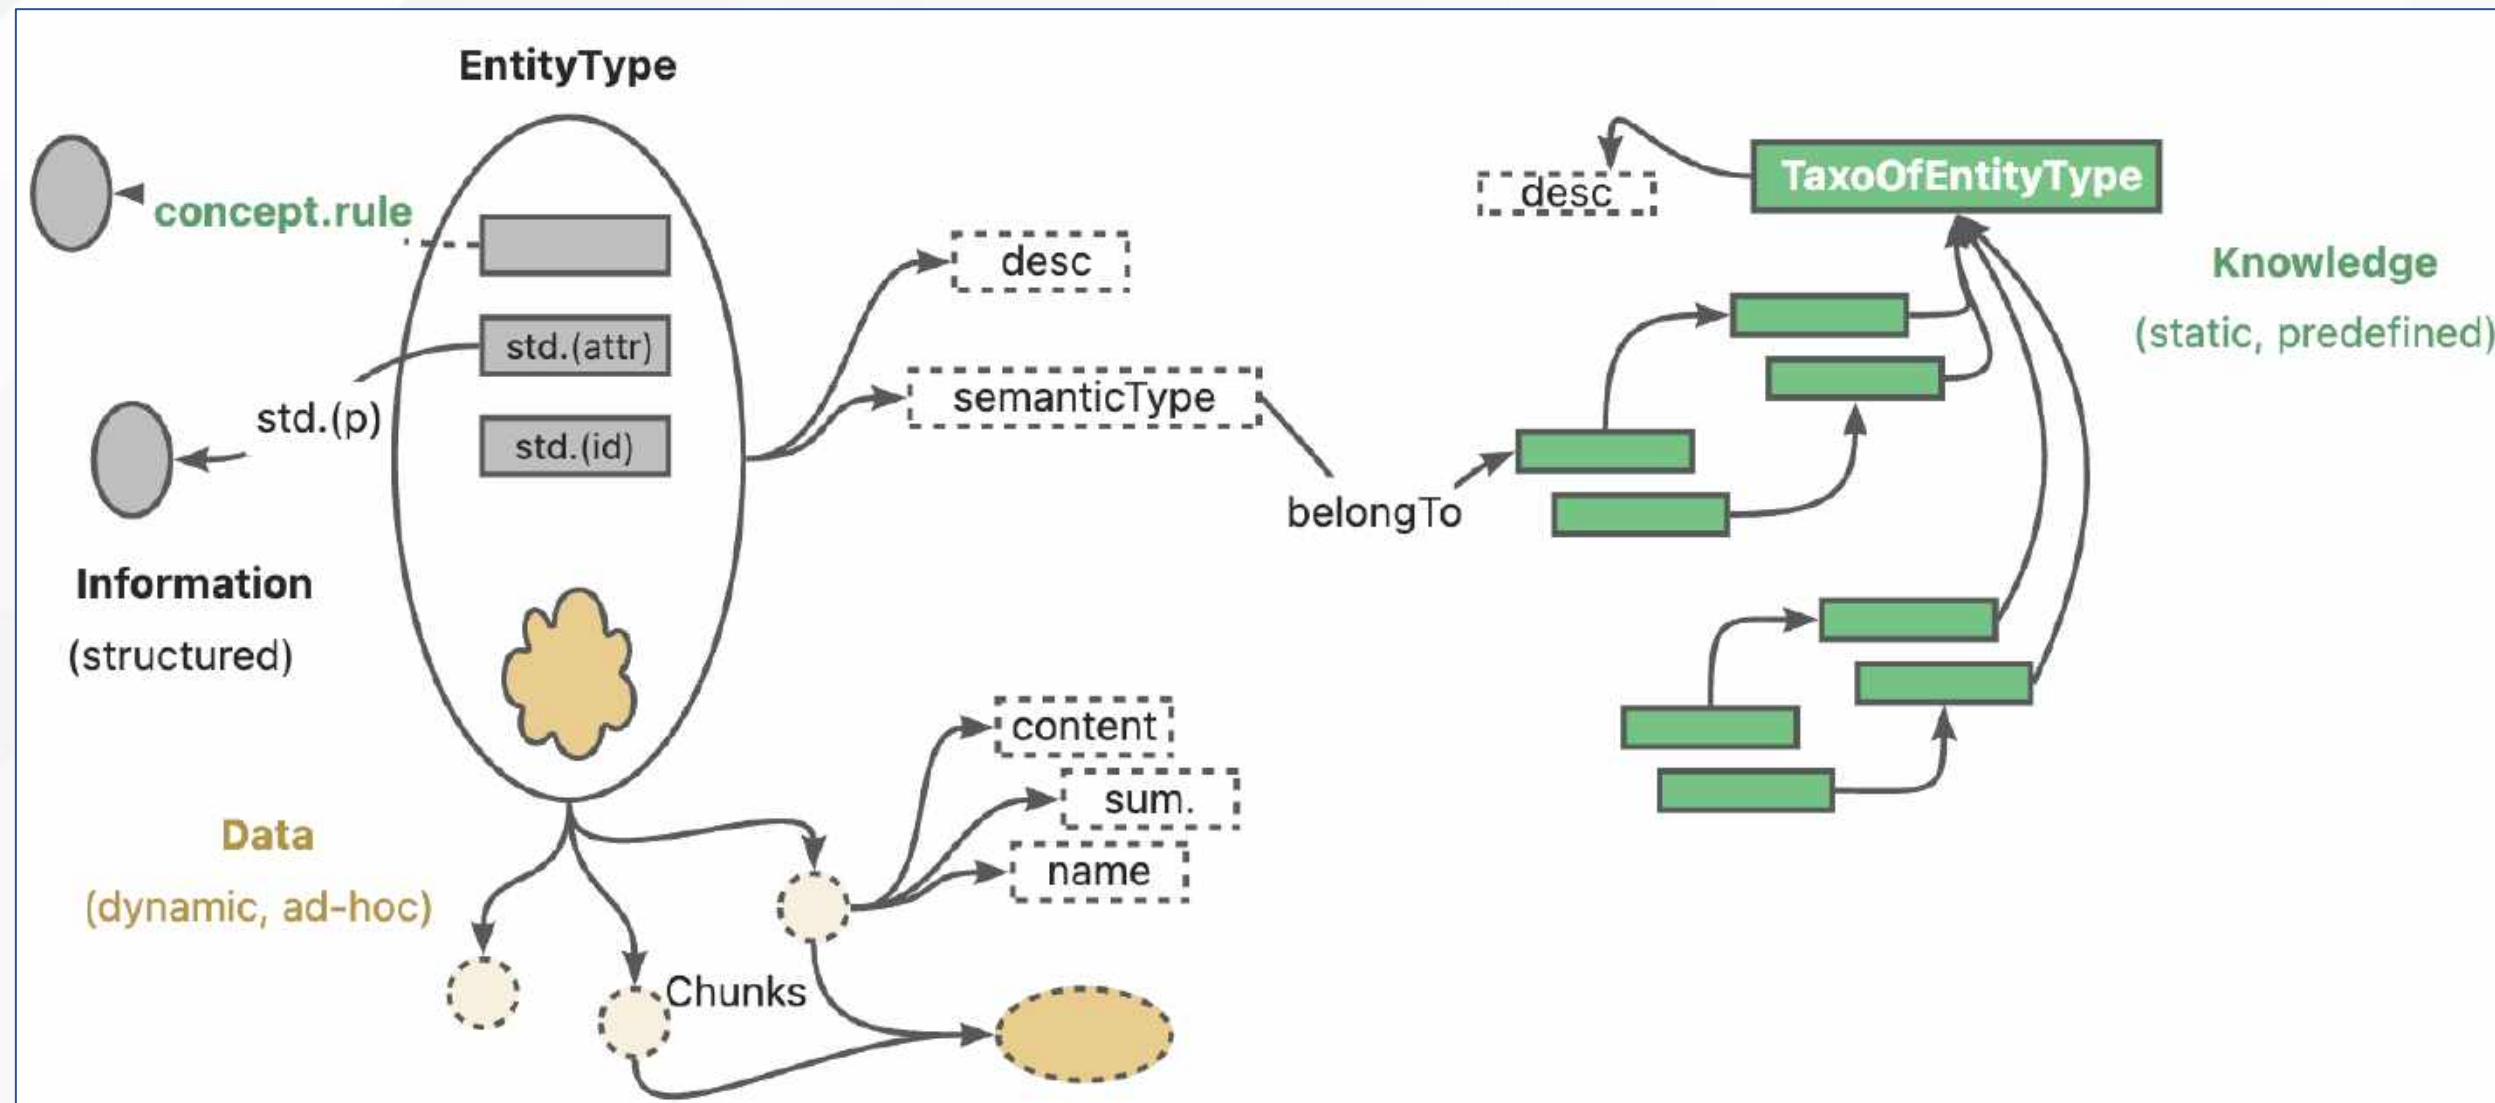 EntityType
concept.rule
std.(attr)
std.(p)
std.(id)
Information
(structured)
desc
semanticType
belongTo
desc
TaxoOfEntityType
Knowledge
(static, predefined)
Data
(dynamic, ad-hoc)
content
sum.
name
Chunks